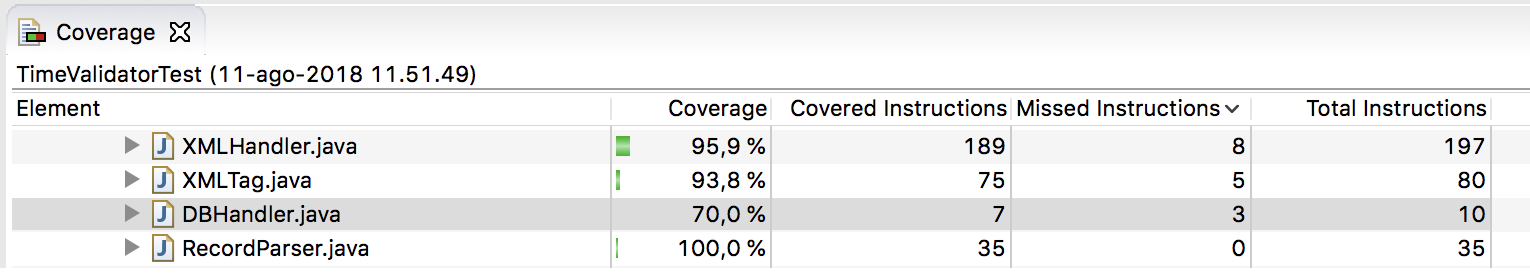 Coverage
TimeValidatorTest (11-ago-2018 11.51.49)
Element Coverage Covered Instructions Missed Instructions Total Instructions
XMLHandler.java 95,9 % 189 8 197
XMLTag.java 93,8 % 75 5 80
DBHandler.java 70,0 % 7 3 10
RecordParser.java 100,0 % 35 0 35